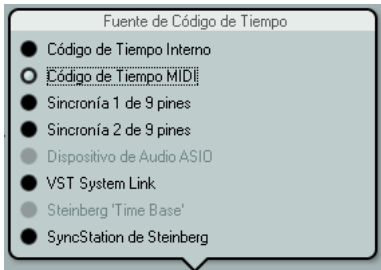 Fuente de Código de Tiempo
Código de Tiempo Interno
Código de Tiempo MIDI
Sincronía 1 de 9 pines
Sincronía 2 de 9 pines
Dispositivo de Audio ASIO
VST System Link
Steinberg 'Time Base'
SyncStation de Steinberg